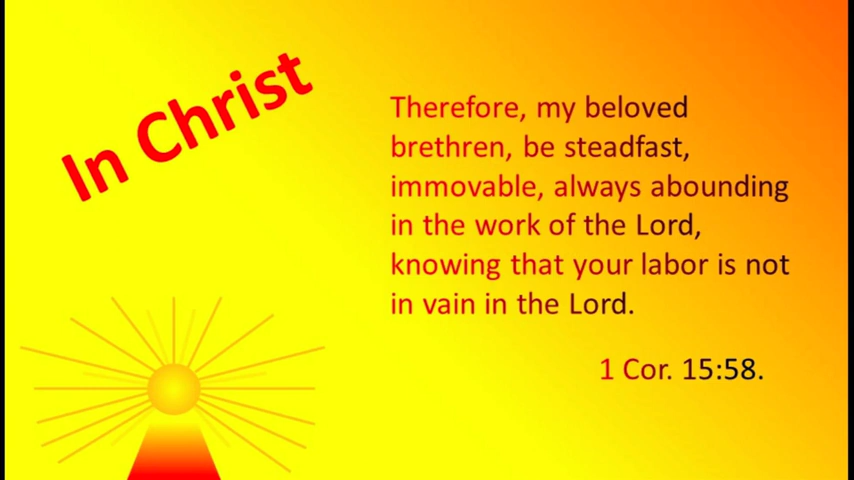 In Christ
Therefore, my beloved
brethren, be steadfast,
immovable, always abounding
in the work of the Lord,
knowing that your labor is not
in vain in the Lord.
1 Cor. 15:58.